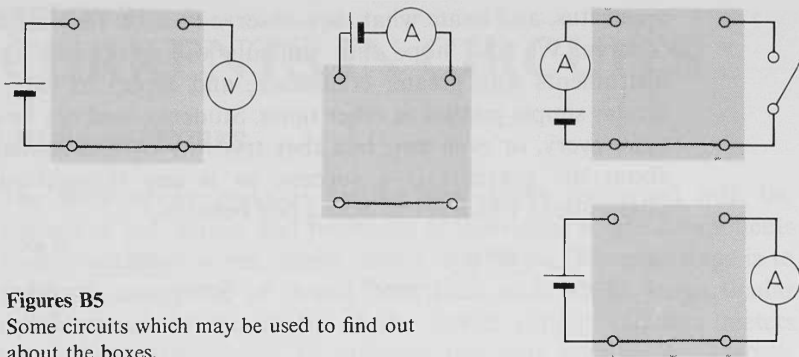 V
A
A
A
Figures B5
Some circuits which may be used to find out
about the boxes.